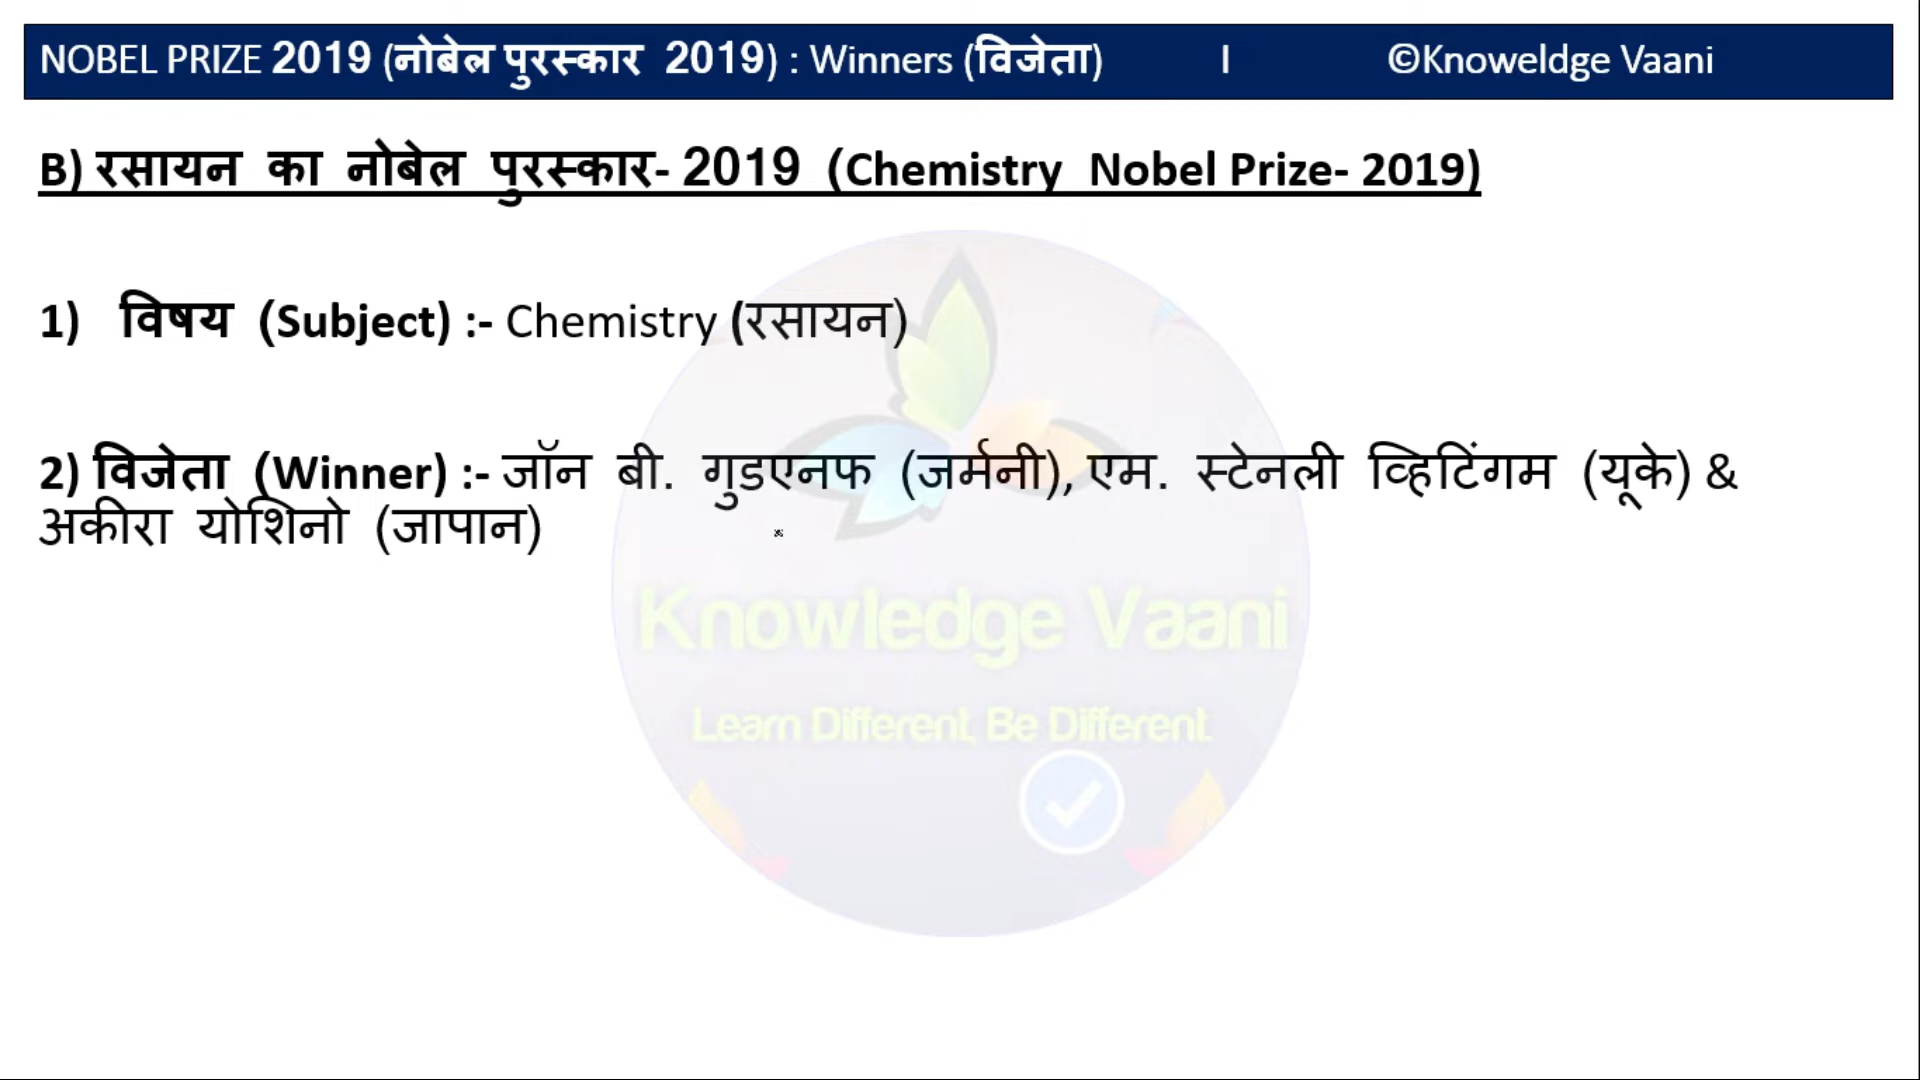 NOBEL PRIZE 2019 (नोबेल पुरस्कार 2019) : Winners (विजेता) I ©Knoweldge Vaani
B) रसायन का नोबेल पुरस्कार- 2019 (Chemistry Nobel Prize- 2019)
1) विषय (Subject) :- Chemistry (रसायन)
2) विजेता (Winner) :- जॉन बी. गुडएनफ (जर्मनी), एम. स्टेनली व्हिटिंगम (यूके) &
अकीरा योशिनो (जापान)
Knowledge Vaani
Learn Different, Be Different